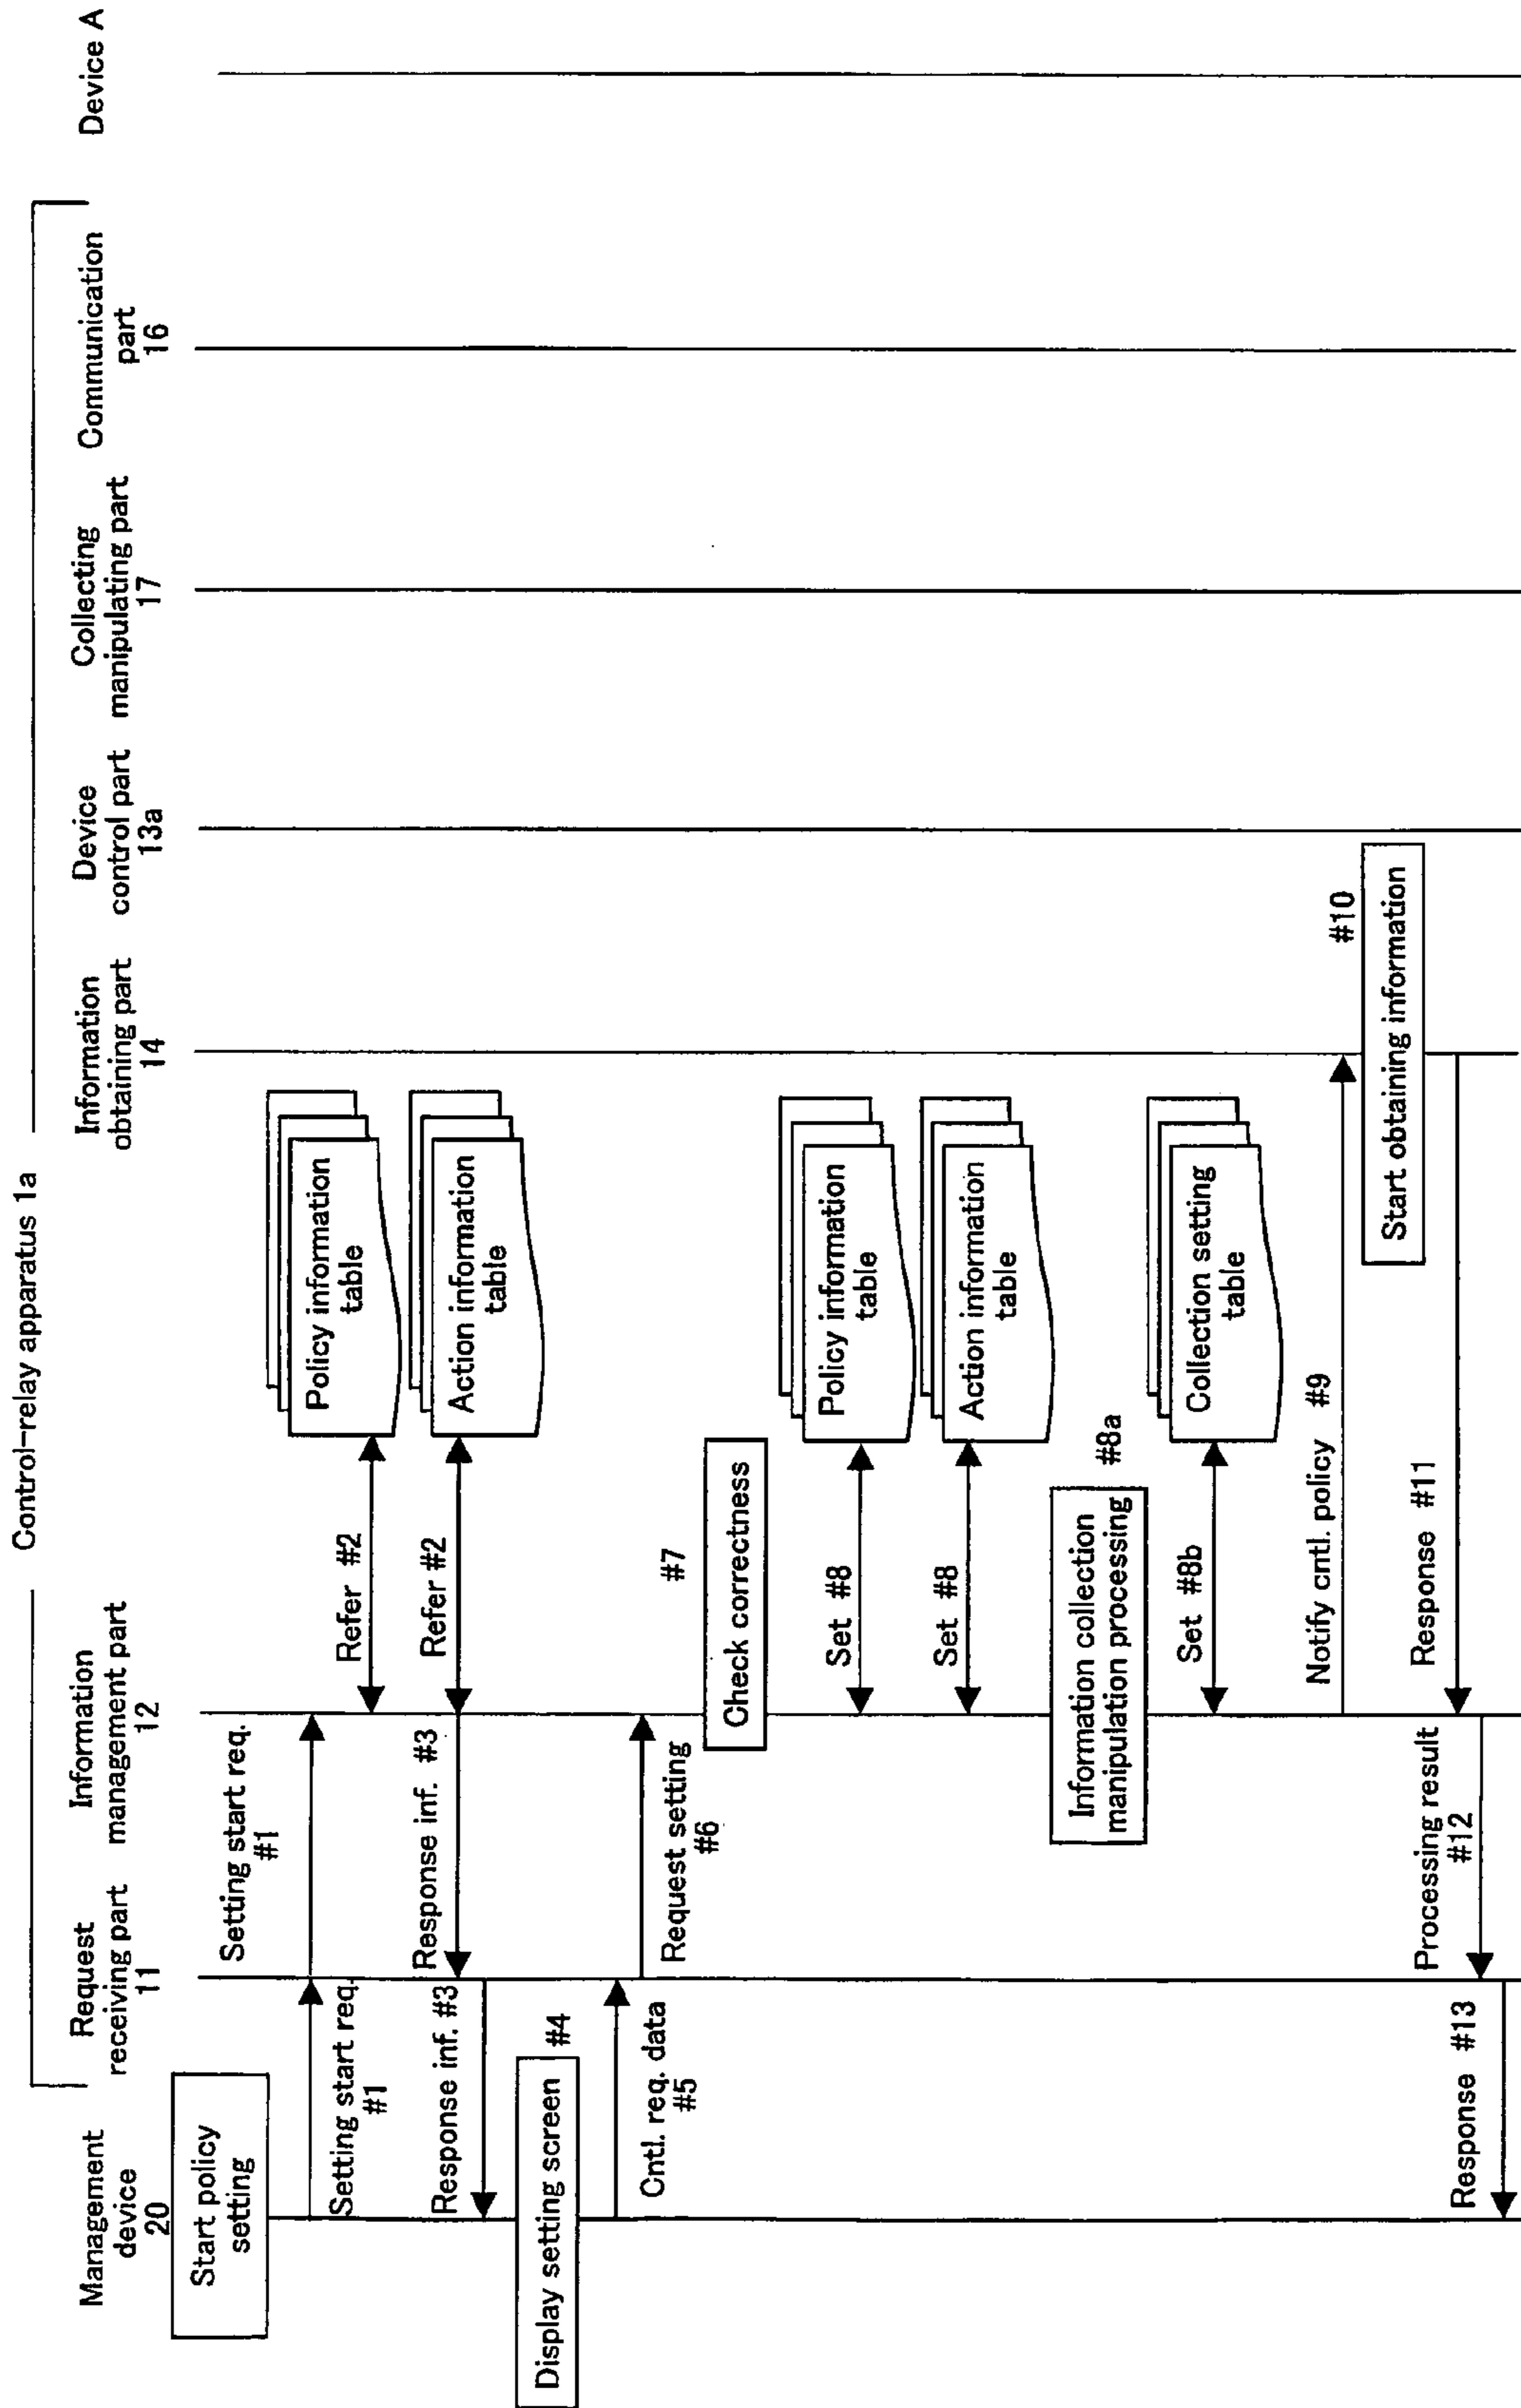 Control-relay apparatus 1a
Management
device
20
Request
receiving part
11
Information
management part
12
Information
obtaining part
14
Device
control part
13a
Collecting
manipulating part
17
Communication
part
16
Device A
Start policy
setting
Setting start req.
#1
Setting start req.
#1
Refer #2
Policy information
table
Refer #2
Action information
table
Response inf. #3
Response inf. #3
Display setting screen
#4
Cntl. req. data
#5
Request setting
#6
#7
Check correctness
Set #8
Policy information
table
Set #8
Action information
table
Information collection
manipulation processing
#8a
Set #8b
Collection setting
table
Notify cntl. policy #9
#10
Start obtaining information
Response #11
Processing result
#12
Response #13